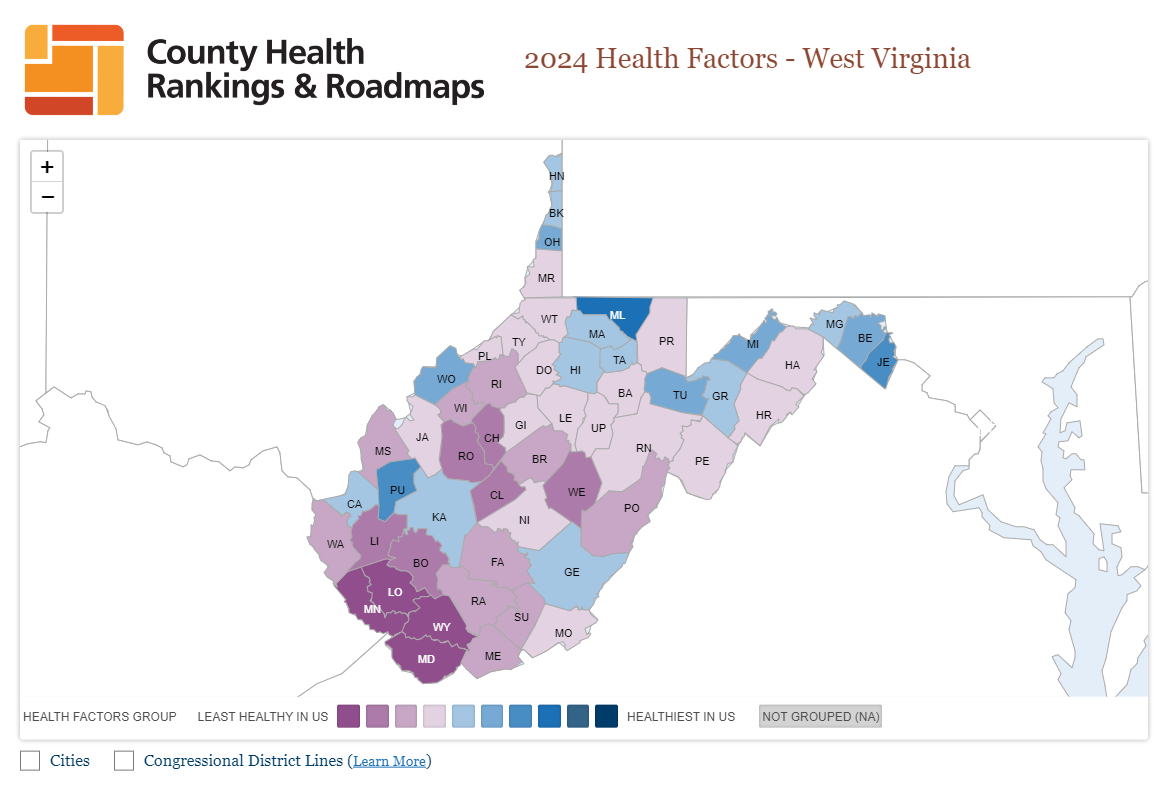 County Health
Rankings & Roadmaps
2024 Health Factors - West Virginia
+
−
HN
BK
OH
MR
WT
ML
MA
PR
TY
PL
DO
HI
TA
MI
MG
BE
JE
HA
WO
RI
TU
GR
BA
WI
HR
JA
CH
GI
LE
UP
MS
RO
BR
RN
PE
PU
CL
WE
CA
KA
NI
PO
WA
LI
BO
FA
GE
LO
MN
RA
SU
WY
MO
MD
ME
HEALTH FACTORS GROUP LEAST HEALTHY IN US HEALTHIEST IN US NOT GROUPED (NA)
Cities Congressional District Lines (Learn More)